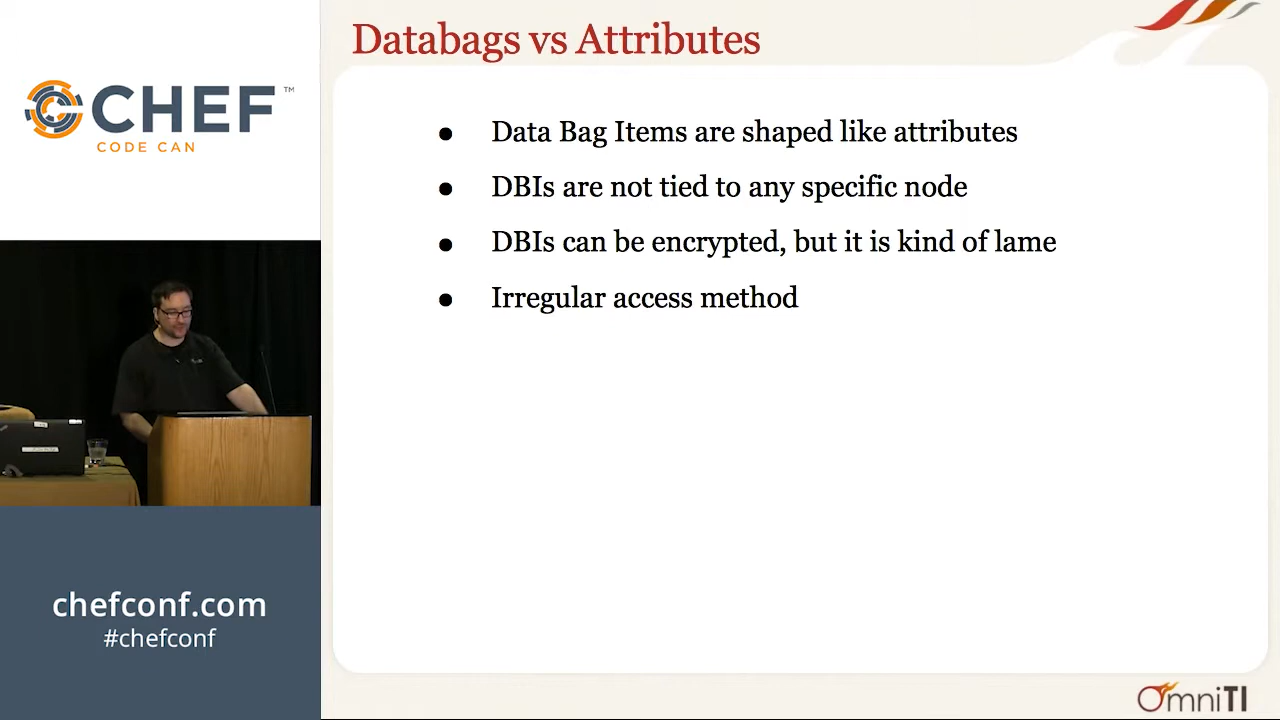 CHEF™
CODE CAN
chefconf.com
#chefconf
Databags vs Attributes
● Data Bag Items are shaped like attributes
● DBIs are not tied to any specific node
● DBIs can be encrypted, but it is kind of lame
● Irregular access method
OmniTI